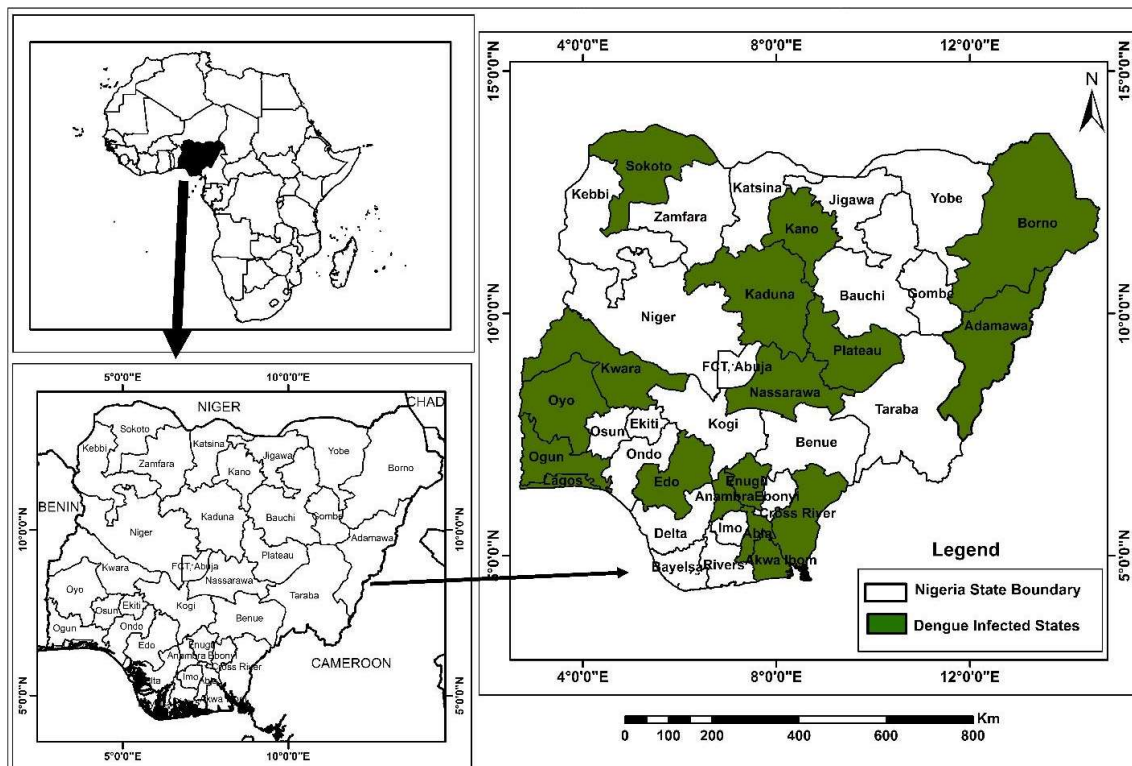 4°0'0"E 8°0'0"E 12°0'0"E
15°0'0"N
15°0'0"N
N
Sokoto
Kebbi
Katsina
Zamfara
Jigawa
Yobe
Kano
Borno
10°0'0"N
10°0'0"N
Kaduna
Bauchi
Gombe
Niger
Adamawa
Plateau
FCT, Abuja
Kwara
Nassarawa
Oyo
Taraba
Kogi
Ekiti
Osun
Benue
Ondo
Ogun
Lagos
Edo
Enugu
Anambra
Ebonyi
Cross River
Delta
Imo
Abia
Akwa Ibom
Bayelsa
Rivers
5°0'0"N
5°0'0"N
Legend
Nigeria State Boundary
Dengue Infected States
4°0'0"E 8°0'0"E 12°0'0"E
Km
0 100 200 400 600 800
5°0'0"E 10°0'0"E
NIGER
CHAD
Sokoto
Kebbi
Katsina
Zamfara
Jigawa
Yobe
Kano
Borno
BENIN
10°0'0"N
10°0'0"N
Niger
Kaduna
Bauchi
Gombe
Adamawa
Plateau
Kwara
FCT, Abuja
Nassarawa
Oyo
Taraba
Osun
Ekiti
Kogi
Benue
Ogun
Ondo
Edo
Enugu
Anambra
Ebonyi
CAMEROON
Cross River
Imo
5°0'0"N
5°0'0"N
5°0'0"E 10°0'0"E